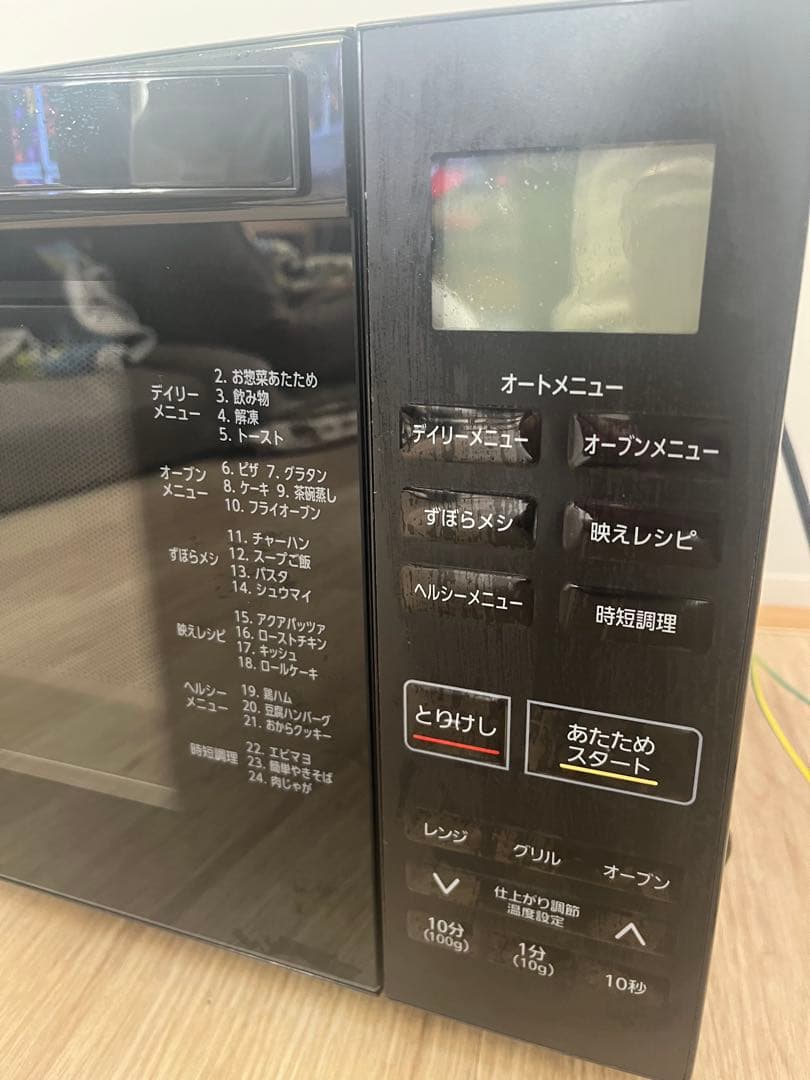 デイリー
メニュー
2. お惣菜あたため
3. 飲み物
4. 解凍
5. トースト
オーブン
メニュー
6. ピザ 7. グラタン
8. ケーキ 9. 茶碗蒸し
10. フライオーブン
ずぼらメシ
11. チャーハン
12. スープご飯
13. パスタ
14. シュウマイ
映えレシピ
15. アクアパッツァ
16. ローストチキン
17. キッシュ
18. ロールケーキ
ヘルシー
メニュー
19. 鶏ハム
20. 豆腐ハンバーグ
21. おからクッキー
時短調理
22. エビマヨ
23. 簡単やきそば
24. 肉じゃが
オートメニュー
デイリーメニュー オーブンメニュー
ずぼらメシ 映えレシピ
ヘルシーメニュー 時短調理
とりけし
あたため
スタート
レンジ グリル オーブン
仕上がり調節
温度設定
10分
(100g)
1分
(10g)
10秒